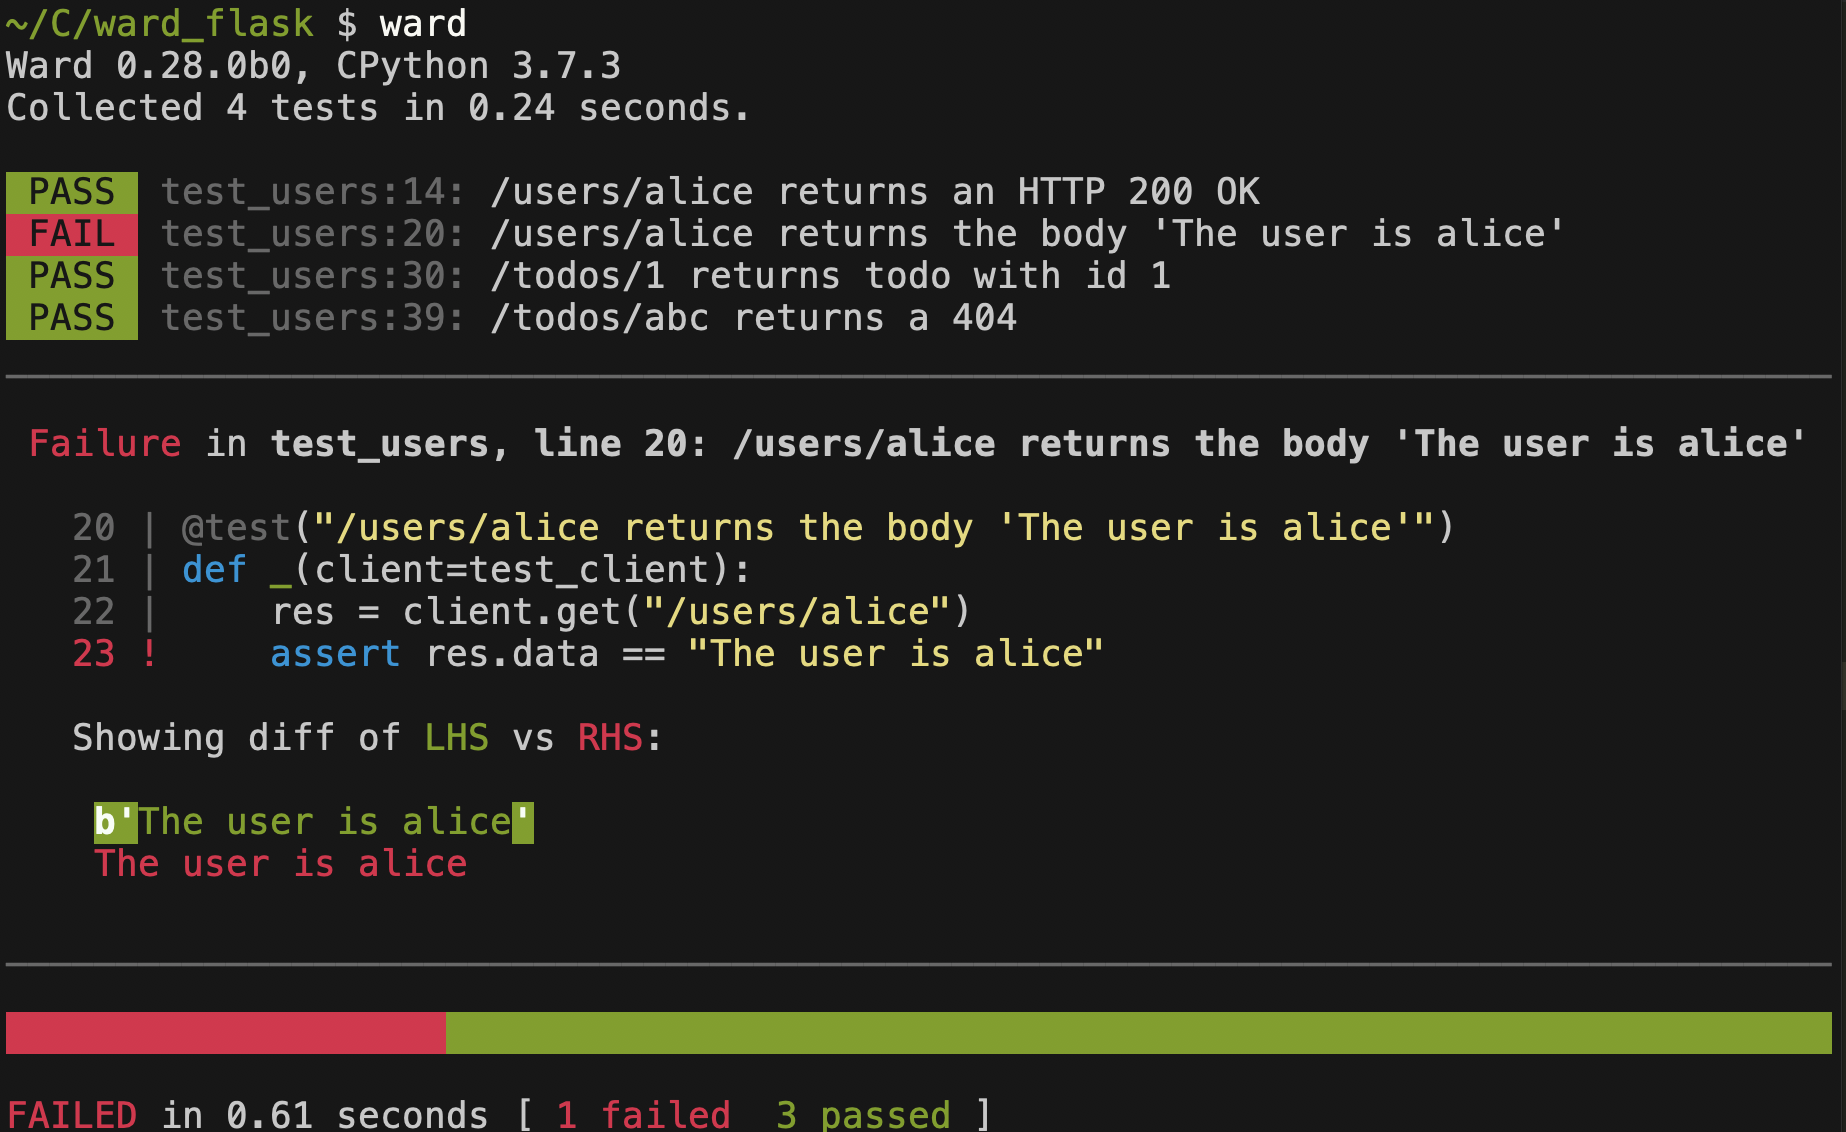 ~/C/ward_flask $ ward
Ward 0.28.0b0, CPython 3.7.3
Collected 4 tests in 0.24 seconds.
PASS test_users:14: /users/alice returns an HTTP 200 OK
FAIL test_users:20: /users/alice returns the body 'The user is alice'
PASS test_users:30: /todos/1 returns todo with id 1
PASS test_users:39: /todos/abc returns a 404
Failure in test_users, line 20: /users/alice returns the body 'The user is alice'
20 | @test("/users/alice returns the body 'The user is alice'")
21 | def _(client=test_client):
22 |     res = client.get("/users/alice")
23 !     assert res.data == "The user is alice"
Showing diff of LHS vs RHS:
b'The user is alice'
The user is alice
FAILED in 0.61 seconds [ 1 failed  3 passed ]